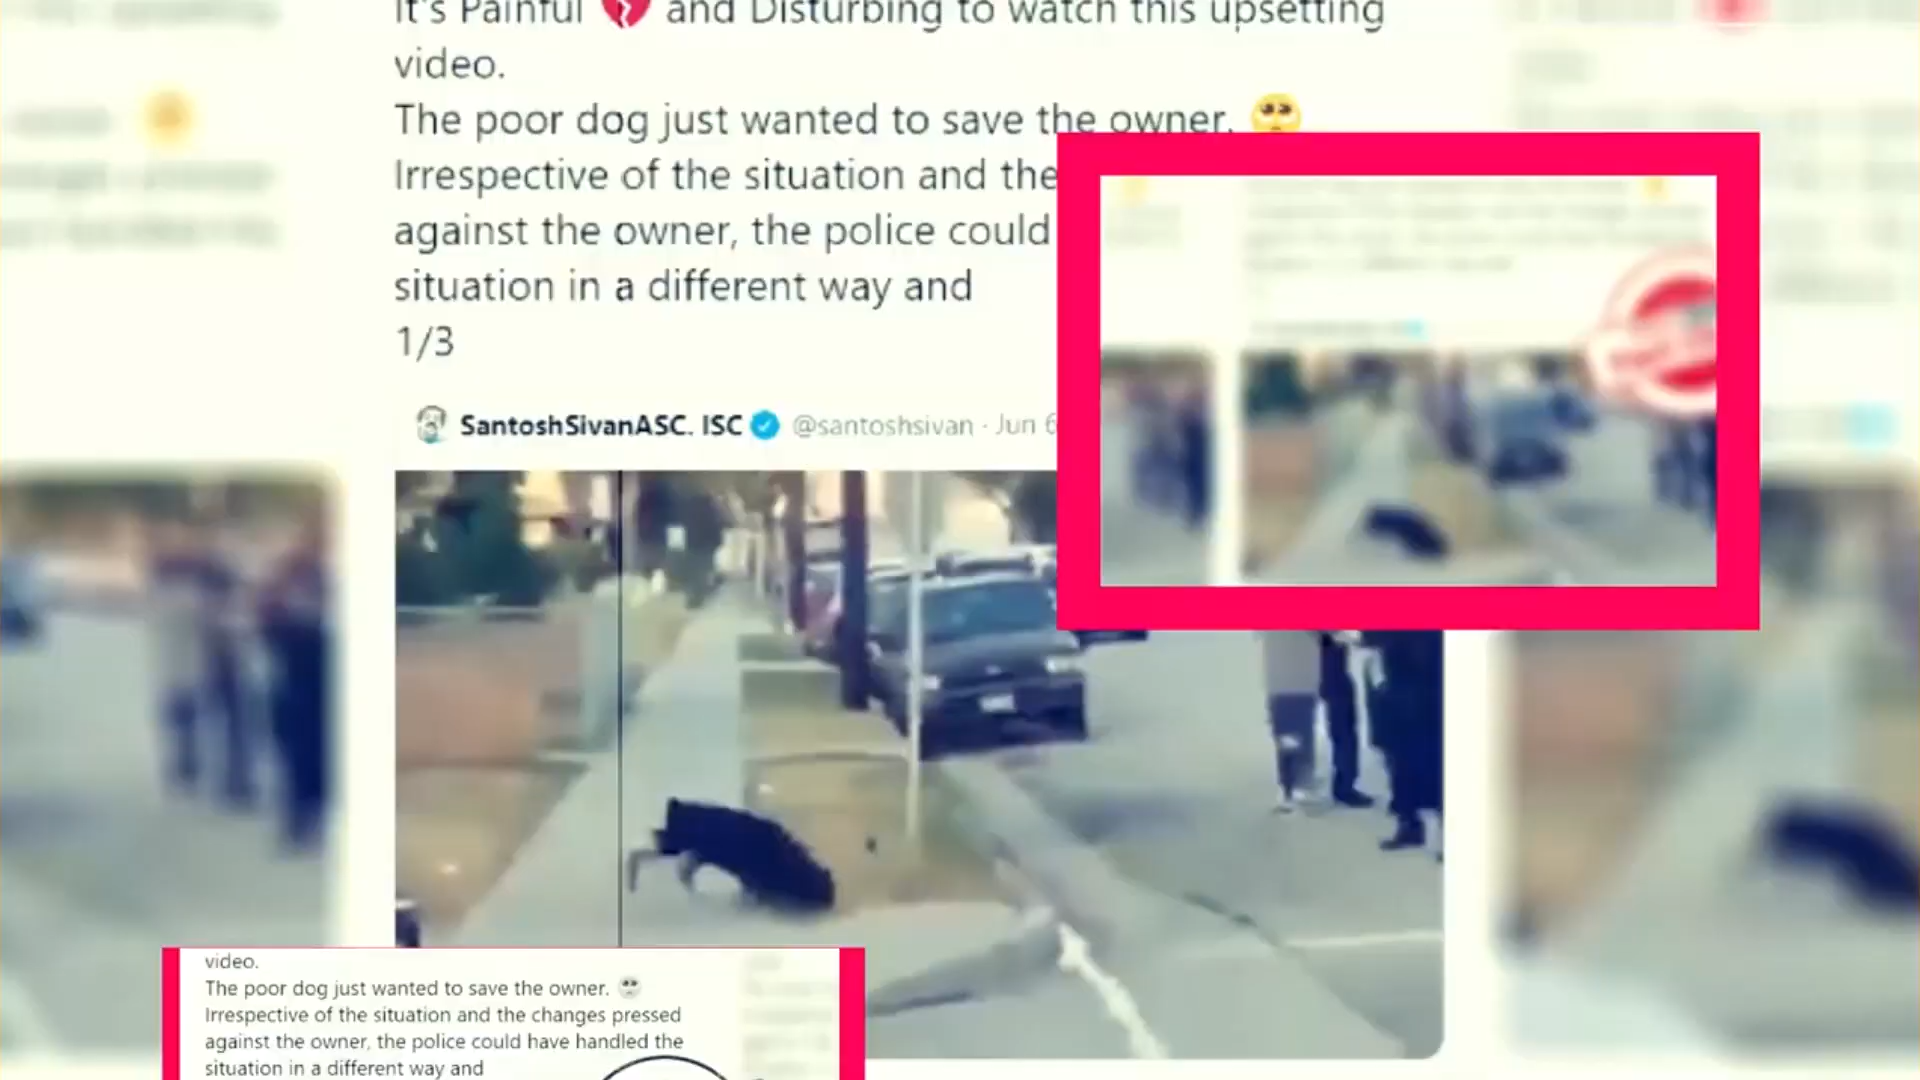 It's Painful 💔 and Disturbing to watch this upsetting
video.
The poor dog just wanted to save the owner. 🥺
Irrespective of the situation and the
against the owner, the police could
situation in a different way and
1/3
SantoshSivanASC. ISC @santoshsivan · Jun 6
video.
The poor dog just wanted to save the owner. 🥺
Irrespective of the situation and the changes pressed
against the owner, the police could have handled the
situation in a different way and